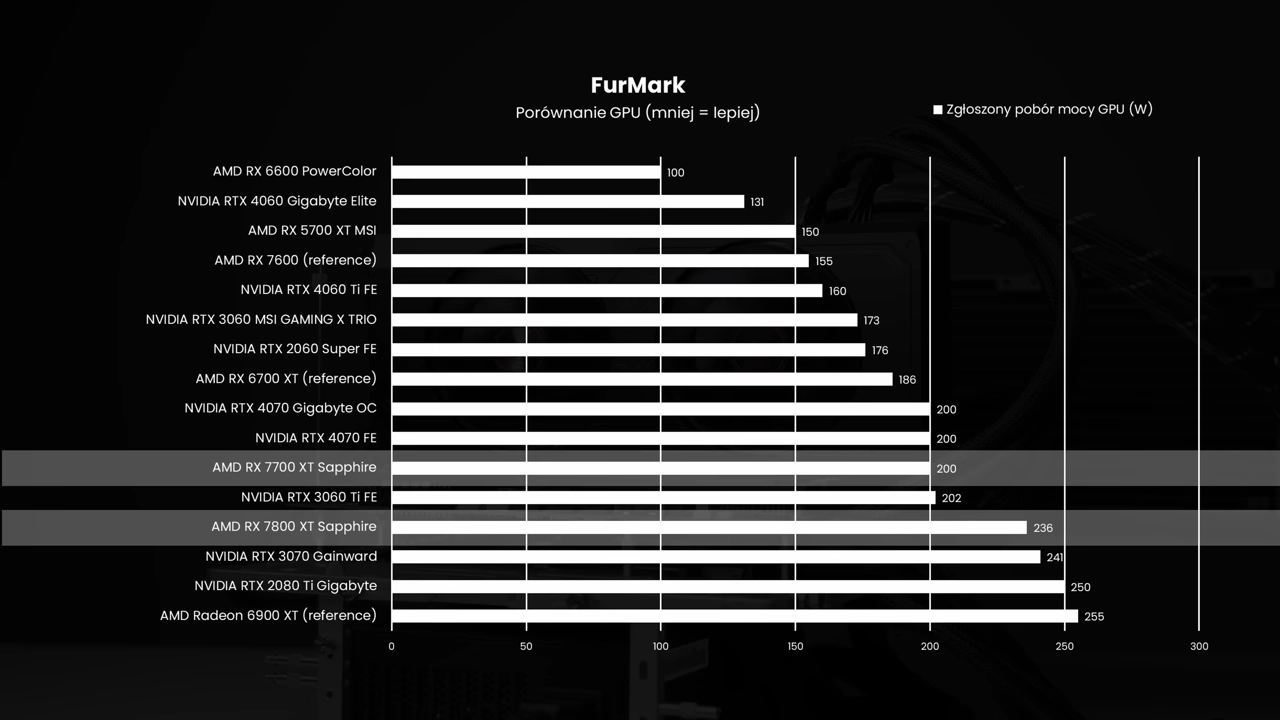 FurMark
Porównanie GPU (mniej = lepiej)
Zgłoszony pobór mocy GPU (W)
AMD RX 6600 PowerColor 100
NVIDIA RTX 4060 Gigabyte Elite 131
AMD RX 5700 XT MSI 150
AMD RX 7600 (reference) 155
NVIDIA RTX 4060 Ti FE 160
NVIDIA RTX 3060 MSI GAMING X TRIO 173
NVIDIA RTX 2060 Super FE 176
AMD RX 6700 XT (reference) 186
NVIDIA RTX 4070 Gigabyte OC 200
NVIDIA RTX 4070 FE 200
AMD RX 7700 XT Sapphire 200
NVIDIA RTX 3060 Ti FE 202
AMD RX 7800 XT Sapphire 236
NVIDIA RTX 3070 Gainward 241
NVIDIA RTX 2080 Ti Gigabyte 250
AMD Radeon 6900 XT (reference) 255
0 50 100 150 200 250 300